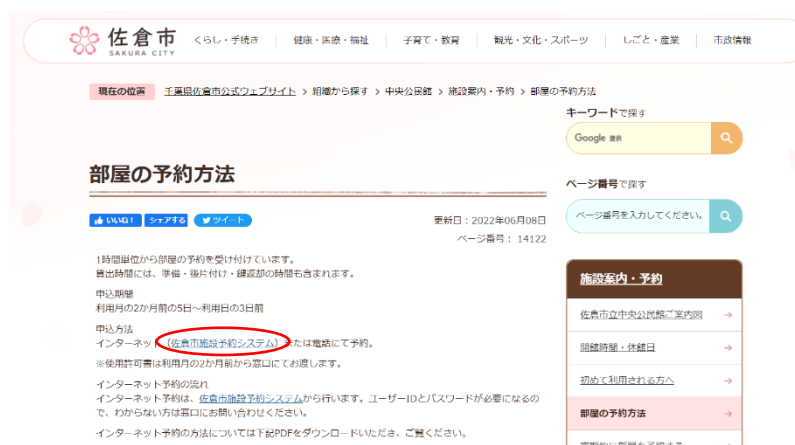 佐倉市
SAKURA CITY
くらし・手続き
健康・医療・福祉
子育て・教育
観光・文化・スポーツ
しごと・産業
市政情報
現在の位置 千葉県佐倉市公式ウェブサイト > 組織から探す > 中央公民館 > 施設案内・予約 > 部屋の予約方法
キーワードで探す
Google 提供
部屋の予約方法
ページ番号で探す
ページ番号を入力してください。
いいね! シェアする ツイート
更新日:2022年06月08日
ページ番号: 14122
1時間単位から部屋の予約を受け付けています。
貸出時間には、準備・後片付け・鍵返却の時間も含まれます。
申込期間
利用月の2か月前の5日~利用日の3日前
申込方法
インターネット(佐倉市施設予約システム)または電話にて予約。
※使用許可書は利用月の2か月前から窓口にてお渡します。
インターネット予約の流れ
インターネット予約は、佐倉市施設予約システムから行います。ユーザーIDとパスワードが必要になるの
で、わからない方は窓口にお問い合わせください。
インターネット予約の方法については下記PDFをダウンロードいただき、ご覧ください。
施設案内・予約
佐倉市立中央公民館ご案内図
開館時間・休館日
初めて利用される方へ
部屋の予約方法